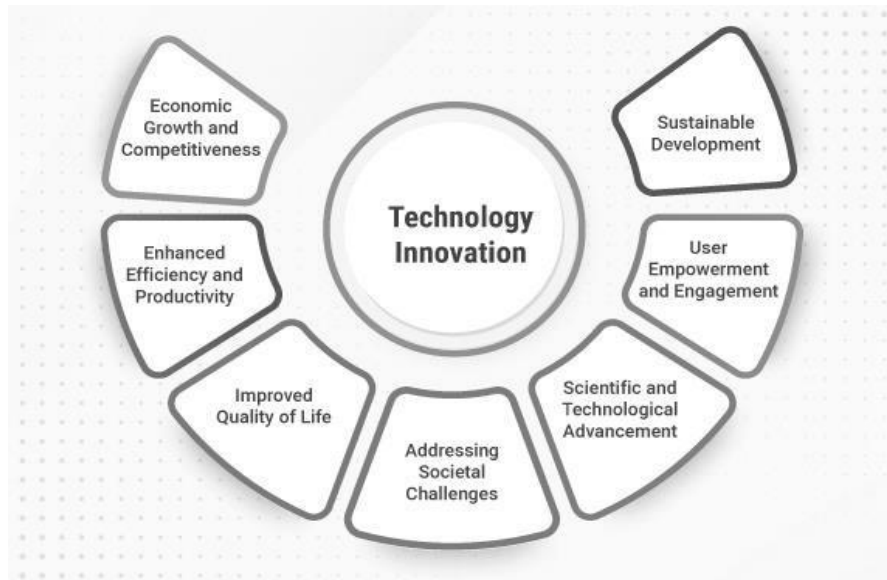 Technology
Innovation
Economic
Growth and
Competitiveness
Enhanced
Efficiency and
Productivity
Improved
Quality of Life
Addressing
Societal
Challenges
Scientific and
Technological
Advancement
User
Empowerment
and Engagement
Sustainable
Development